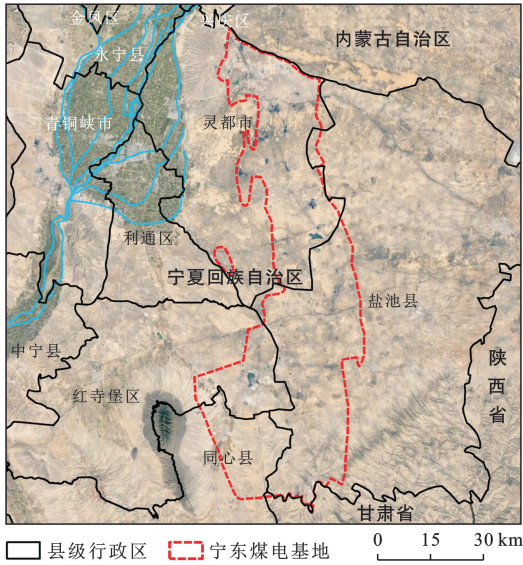 金凤区
兴庆区
永宁县
内蒙古自治区
青铜峡市
灵都市
利通区
宁夏回族自治区
盐池县
中宁县
陕西省
红寺堡区
同心县
甘肃省
县级行政区
宁东煤电基地
0 15 30 km